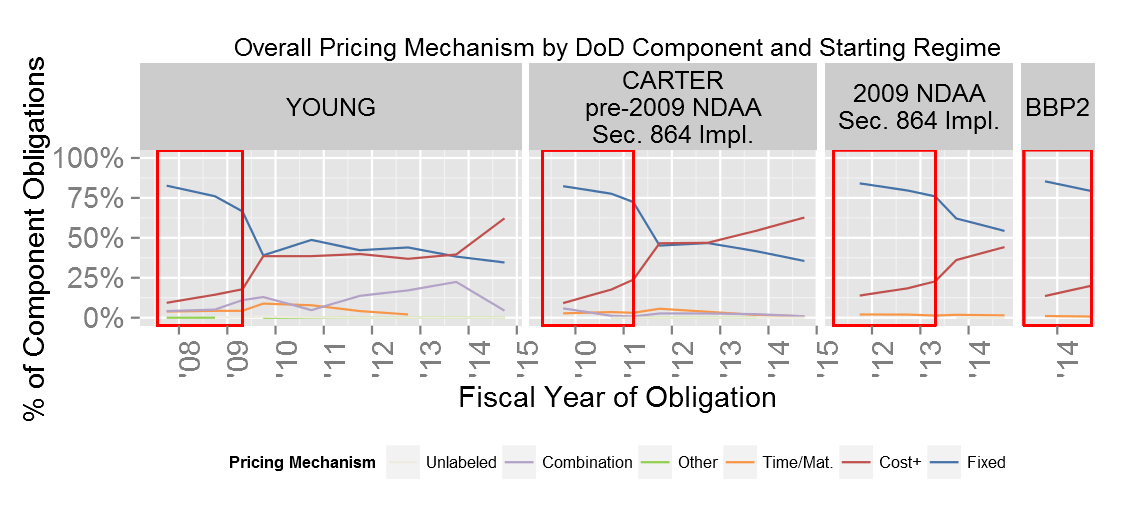 Overall Pricing Mechanism by DoD Component and Starting Regime
% of Component Obligations
YOUNG
CARTER
pre-2009 NDAA
Sec. 864 Impl.
2009 NDAA
Sec. 864 Impl.
BBP2
100%
75%
50%
25%
0%
'08 '09 '10 '11 '12 '13 '14 '15
'10 '11 '12 '13 '14 '15
'12 '13 '14
'14
Fiscal Year of Obligation
Pricing Mechanism Unlabeled Combination Other Time/Mat. Cost+ Fixed